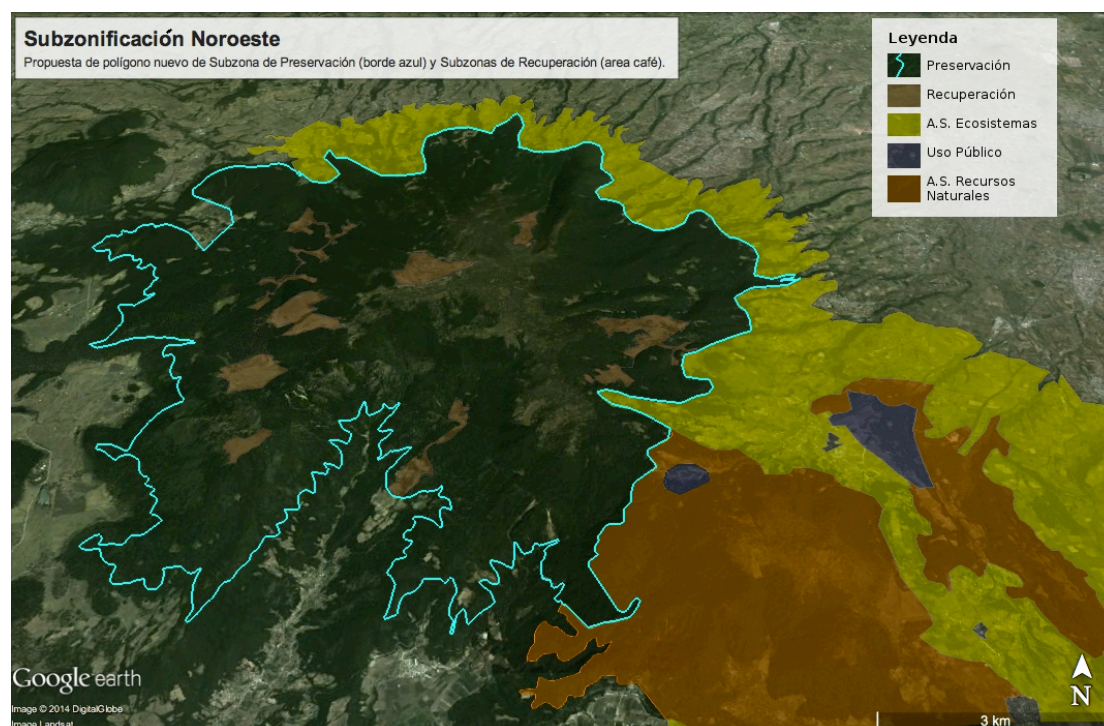 Subzonificación Noroeste
Propuesta de polígono nuevo de Subzona de Preservación (borde azul) y Subzonas de Recuperación (area café).
Leyenda
Preservación
Recuperación
A.S. Ecosistemas
Uso Público
A.S. Recursos
Naturales
Google earth
Image © 2014 DigitalGlobe
Image Landsat
N
3 km